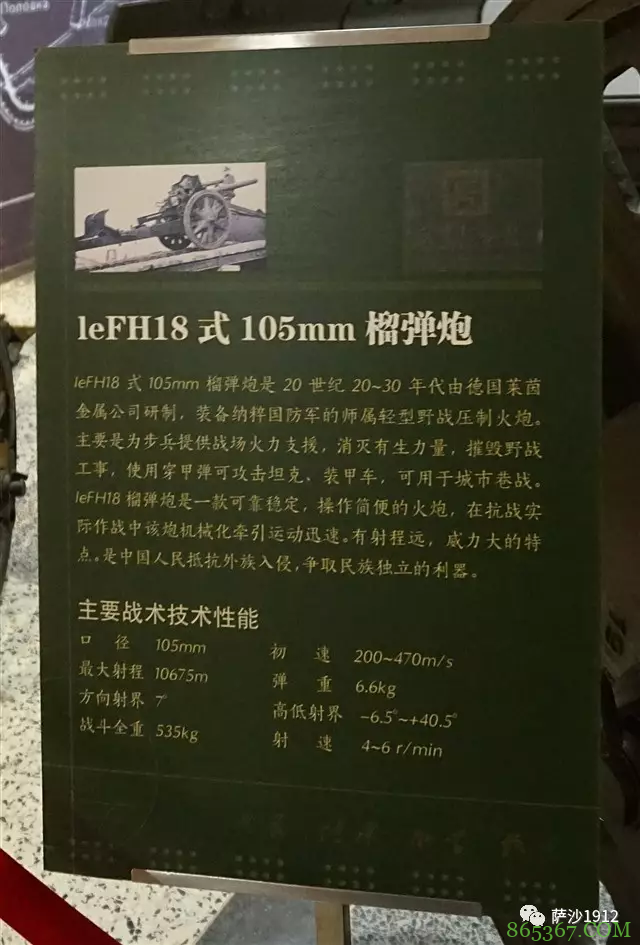 Головка
leFH18 式 105mm 榴弹炮
leFH18 式 105mm 榴弹炮是 20 世纪 20~30 年代由德国莱茵
金属公司研制，装备纳粹国防军的师属轻型野战压制火炮。
主要是为步兵提供战场火力支援，消灭有生力量，摧毁野战
工事，使用穿甲弹可攻击坦克、装甲车，可用于城市巷战。
leFH18 榴弹炮是一款可靠稳定，操作简便的火炮，在抗战实
际作战中该炮机械化牵引运动迅速。有射程远，威力大的特
点。是中国人民抵抗外族入侵，争取民族独立的利器。
主要战术技术性能
口 径 105mm 初 速 200~470m/s
最大射程 10675m 弹 重 6.6kg
方向射界 7° 高低射界 -6.5°~+40.5°
战斗全重 535kg 射 速 4~6 r/min
萨沙1912
865367.COM